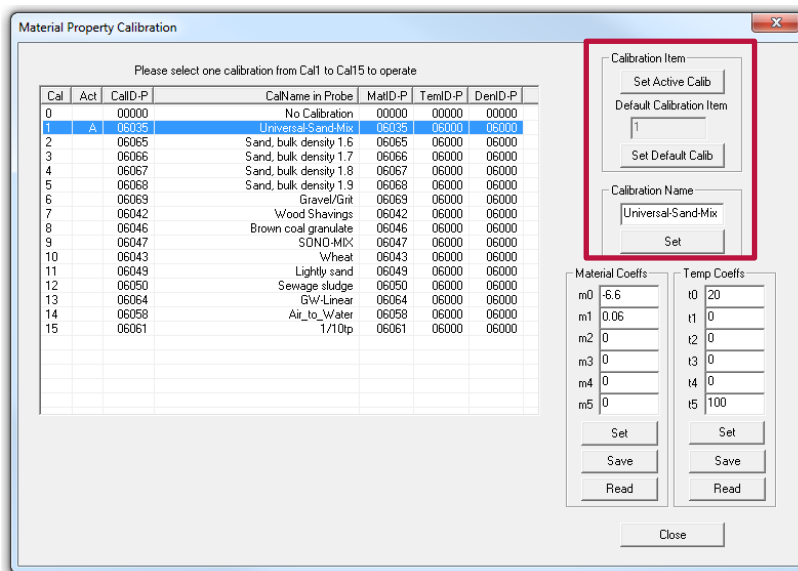 Material Property Calibration
Please select one calibration from Cal1 to Cal15 to operate
Cal Act CalID-P CalName in Probe MatID-P TemID-P DenID-P
0 00000 No Calibration 00000 00000 00000
1 A 06035 Universal-Sand-Mix 06035 06000 06000
2 06065 Sand, bulk density 1.6 06065 06000 06000
3 06066 Sand, bulk density 1.7 06066 06000 06000
4 06067 Sand, bulk density 1.8 06067 06000 06000
5 06068 Sand, bulk density 1.9 06068 06000 06000
6 06069 Gravel/Grit 06069 06000 06000
7 06042 Wood Shavings 06042 06000 06000
8 06046 Brown coal granulate 06046 06000 06000
9 06047 SONO-MIX 06047 06000 06000
10 06043 Wheat 06043 06000 06000
11 06049 Lightly sand 06049 06000 06000
12 06050 Sewage sludge 06050 06000 06000
13 06064 GW-Linear 06064 06000 06000
14 06058 Air_to_Water 06058 06000 06000
15 06061 1/10tp 06061 06000 06000
Calibration Item
Set Active Calib
Default Calibration Item
1
Set Default Calib
Calibration Name
Universal-Sand-Mix
Set
Material Coeffs
m0 -6.6
m1 0.06
m2 0
m3 0
m4 0
m5 0
Set
Save
Read
Temp Coeffs
t0 20
t1 0
t2 0
t3 0
t4 0
t5 100
Set
Save
Read
Close